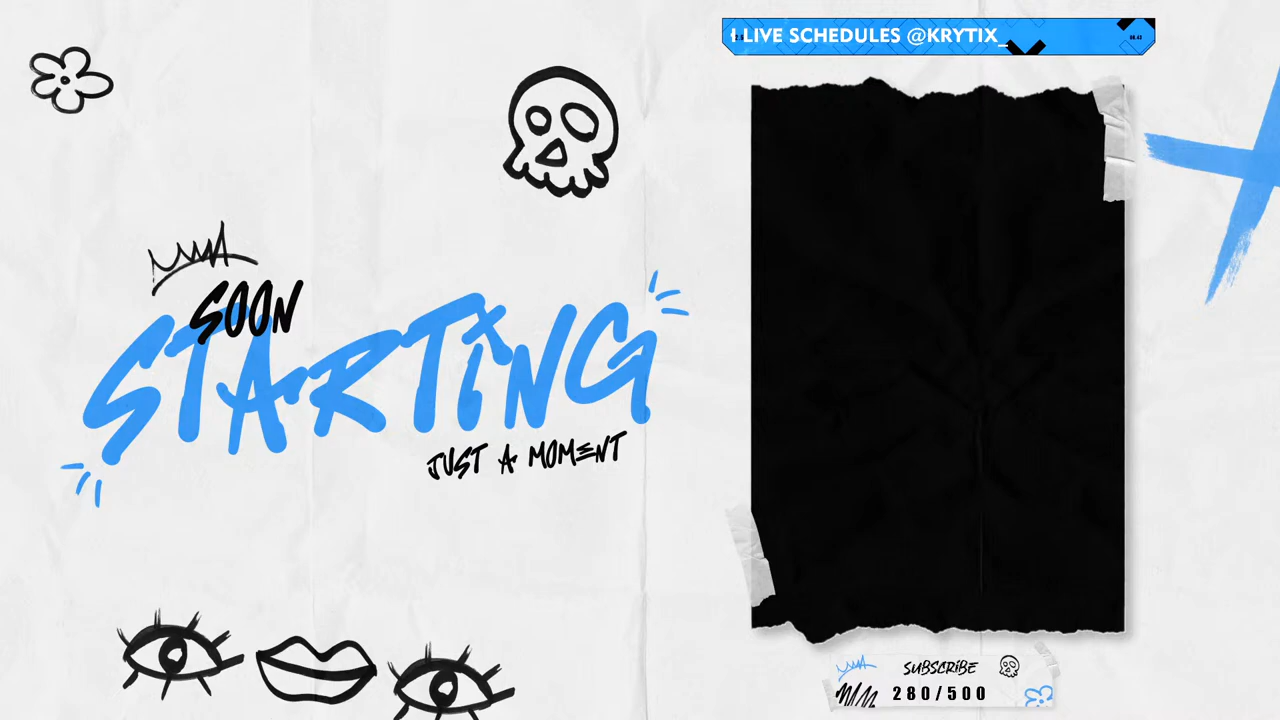 LIVE SCHEDULES @KRYTIX_
SOON
STARTING
JUST A MOMENT
SUBSCRIBE
280/500